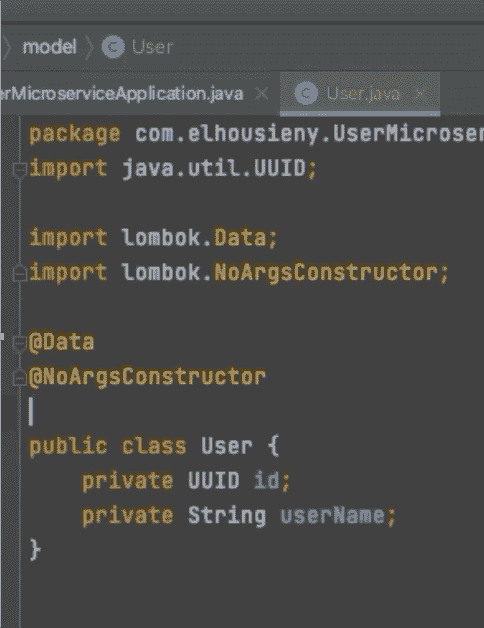 model 〉 User
erMicroserviceApplication.java × User.java ×
package com.elhousieny.UserMicroser
import java.util.UUID;
import lombok.Data;
import lombok.NoArgsConstructor;
@Data
@NoArgsConstructor
public class User {
private UUID id;
private String userName;
}